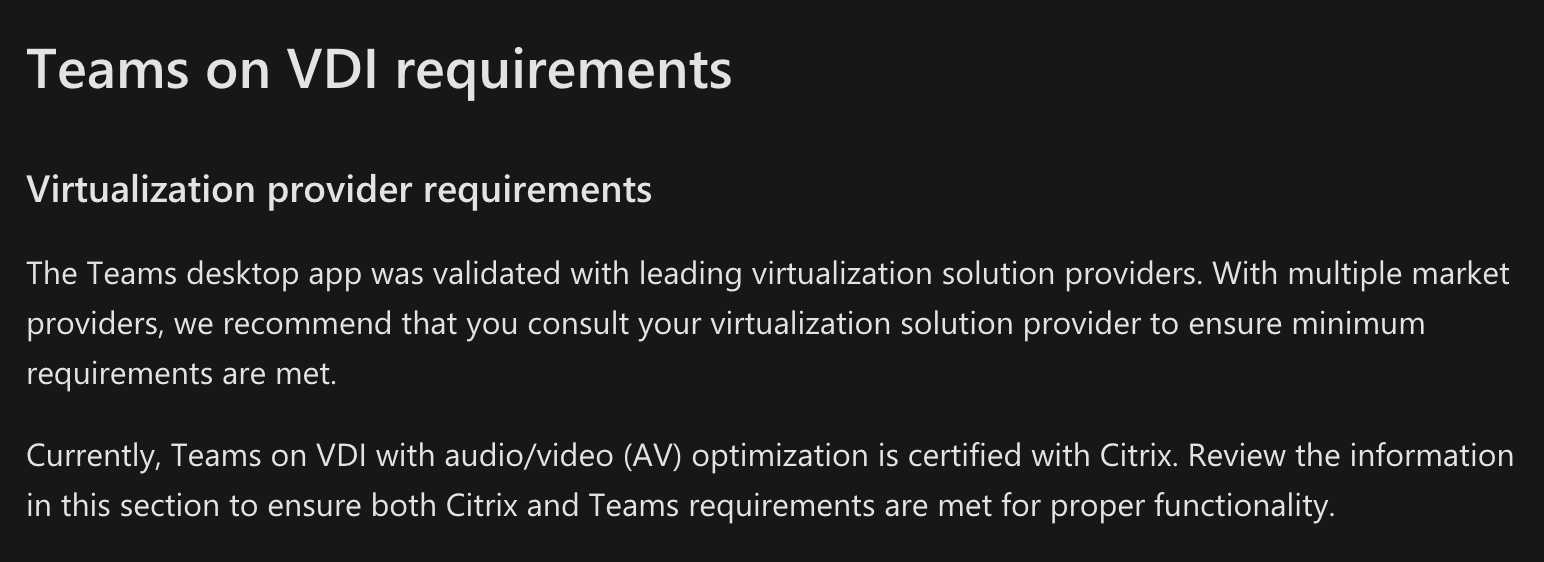 Teams on VDI requirements
Virtualization provider requirements
The Teams desktop app was validated with leading virtualization solution providers. With multiple market
providers, we recommend that you consult your virtualization solution provider to ensure minimum
requirements are met.
Currently, Teams on VDI with audio/video (AV) optimization is certified with Citrix. Review the information
in this section to ensure both Citrix and Teams requirements are met for proper functionality.